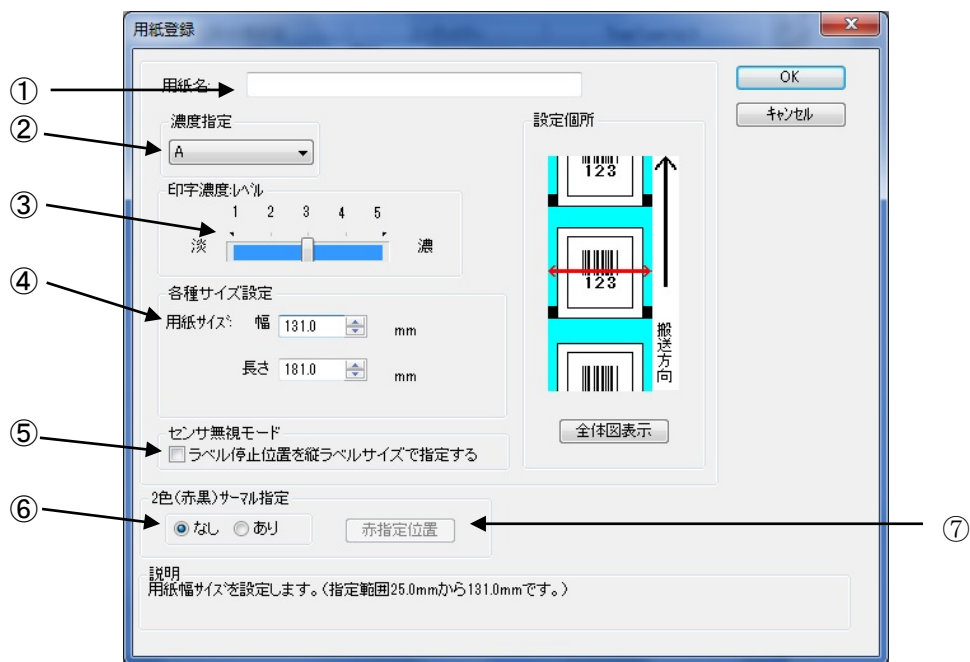 用紙登録
① 用紙名:
OK
キャンセル
② 濃度指定
A
③ 印字濃度:レベル
1 2 3 4 5
淡 濃
④ 各種サイズ設定
用紙サイズ: 幅 131.0 mm
長さ 181.0 mm
⑤ センサ無視モード
ラベル停止位置を縦ラベルサイズで指定する
設定個所
123
123
搬送方向
全体図表示
⑥ 2色(赤黒)サーマル指定
なし あり
赤指定位置 ⑦
説明
用紙幅サイズを設定します。(指定範囲25.0mmから131.0mmです。)